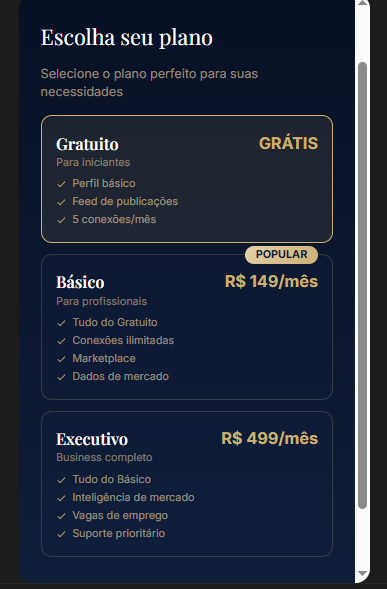 Escolha seu plano
Selecione o plano perfeito para suas
necessidades
Gratuito
GRÁTIS
Para iniciantes
✓ Perfil básico
✓ Feed de publicações
✓ 5 conexões/mês
POPULAR
Básico
R$ 149/mês
Para profissionais
✓ Tudo do Gratuito
✓ Conexões ilimitadas
✓ Marketplace
✓ Dados de mercado
Executivo
R$ 499/mês
Business completo
✓ Tudo do Básico
✓ Inteligência de mercado
✓ Vagas de emprego
✓ Suporte prioritário